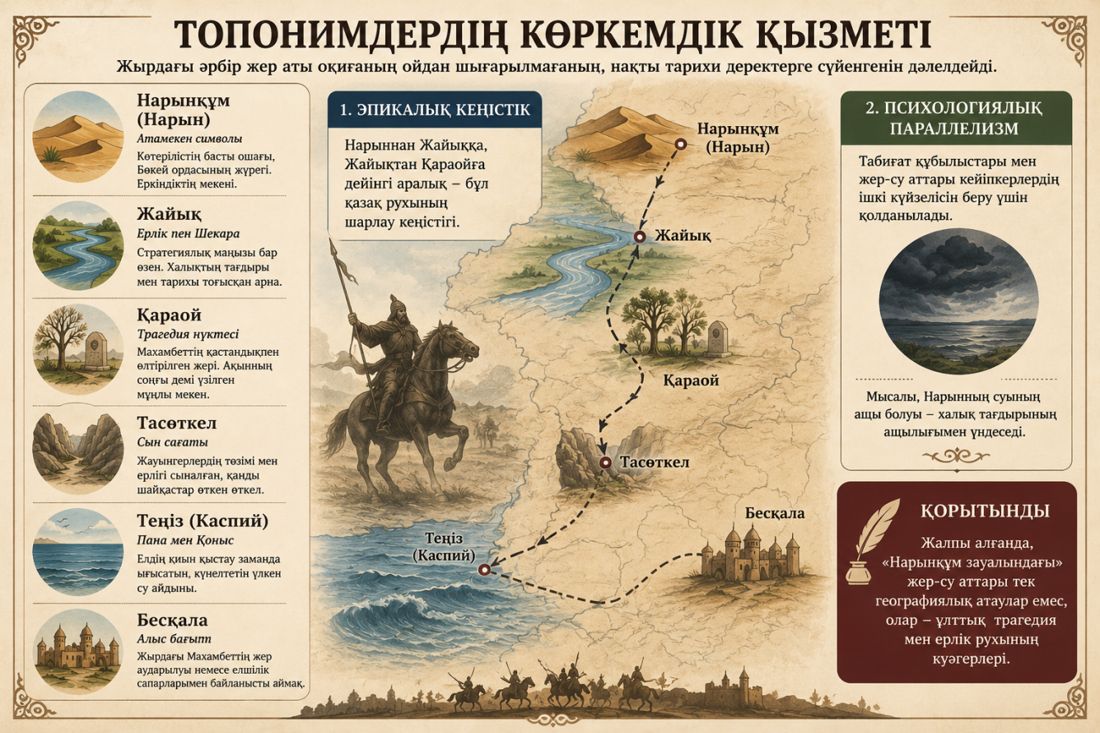 ТОПОНИМДЕРДІҢ КӨРКЕМДІК ҚЫЗМЕТІ
Жырдағы әрбір жер аты оқиғаның ойдан шығарылмағаның, нақты тарихи деректерге сүйенгенін дәлелдейді.
Нарынқұм
(Нарын)
Атамекен символы
Көтерілістің басты ошағы,
Бөкей ордасының жүрегі.
Еркіндіктің мекені.
Жайық
Ерлік пен Шекара
Стратегиялық маңызы бар
өзен. Халықтың тағдыры
мен тарихы тоғысқан арна.
Қараой
Трагедия нүктесі
Махамбеттің қастандықпен
өлтірілген жері. Ақынның
соңғы демі үзілген
мұңлы мекен.
Тасөткел
Сын сағаты
Жауынгерлердің төзімі мен
ерлігі сыналған, қанды
шайқастар өткен өткел.
Теңіз (Каспий)
Пана мен Қоныс
Елдің қиын қыстау заманда
ығысатын, күнелтетін үлкен
су айдыны.
Бесқала
Алыс бағыт
Жырдағы Махамбеттің жер
аударылуы немесе елшілік
сапарларымен байланысты аймақ.
1. ЭПИКАЛЫҚ КЕҢІСТІК
Нарыннан Жайыққа,
Жайықтан Қараойға
дейінгі аралық – бұл
қазақ рухының
шарлау кеңістігі.
Нарынқұм
(Нарын)
Жайық
Қараой
Тасөткел
Теңіз
(Каспий)
Бесқала
2. ПСИХОЛОГИЯЛЫҚ
ПАРАЛЛЕЛИЗМ
Табиғат құбылыстары мен
жер-су аттары кейіпкерлердің
ішкі күйзелісін беру үшін
қолданылады.
Мысалы, Нарынның суының
ащы болуы – халық тағдырының
ащылығымен үндеседі.
ҚОРЫТЫНДЫ
Жалпы алғанда,
«Нарынқұм зауалындағы»
жер-су аттары тек
географиялық атаулар емес,
олар – ұлттық трагедия
мен ерлік рухының
куәгерлері.